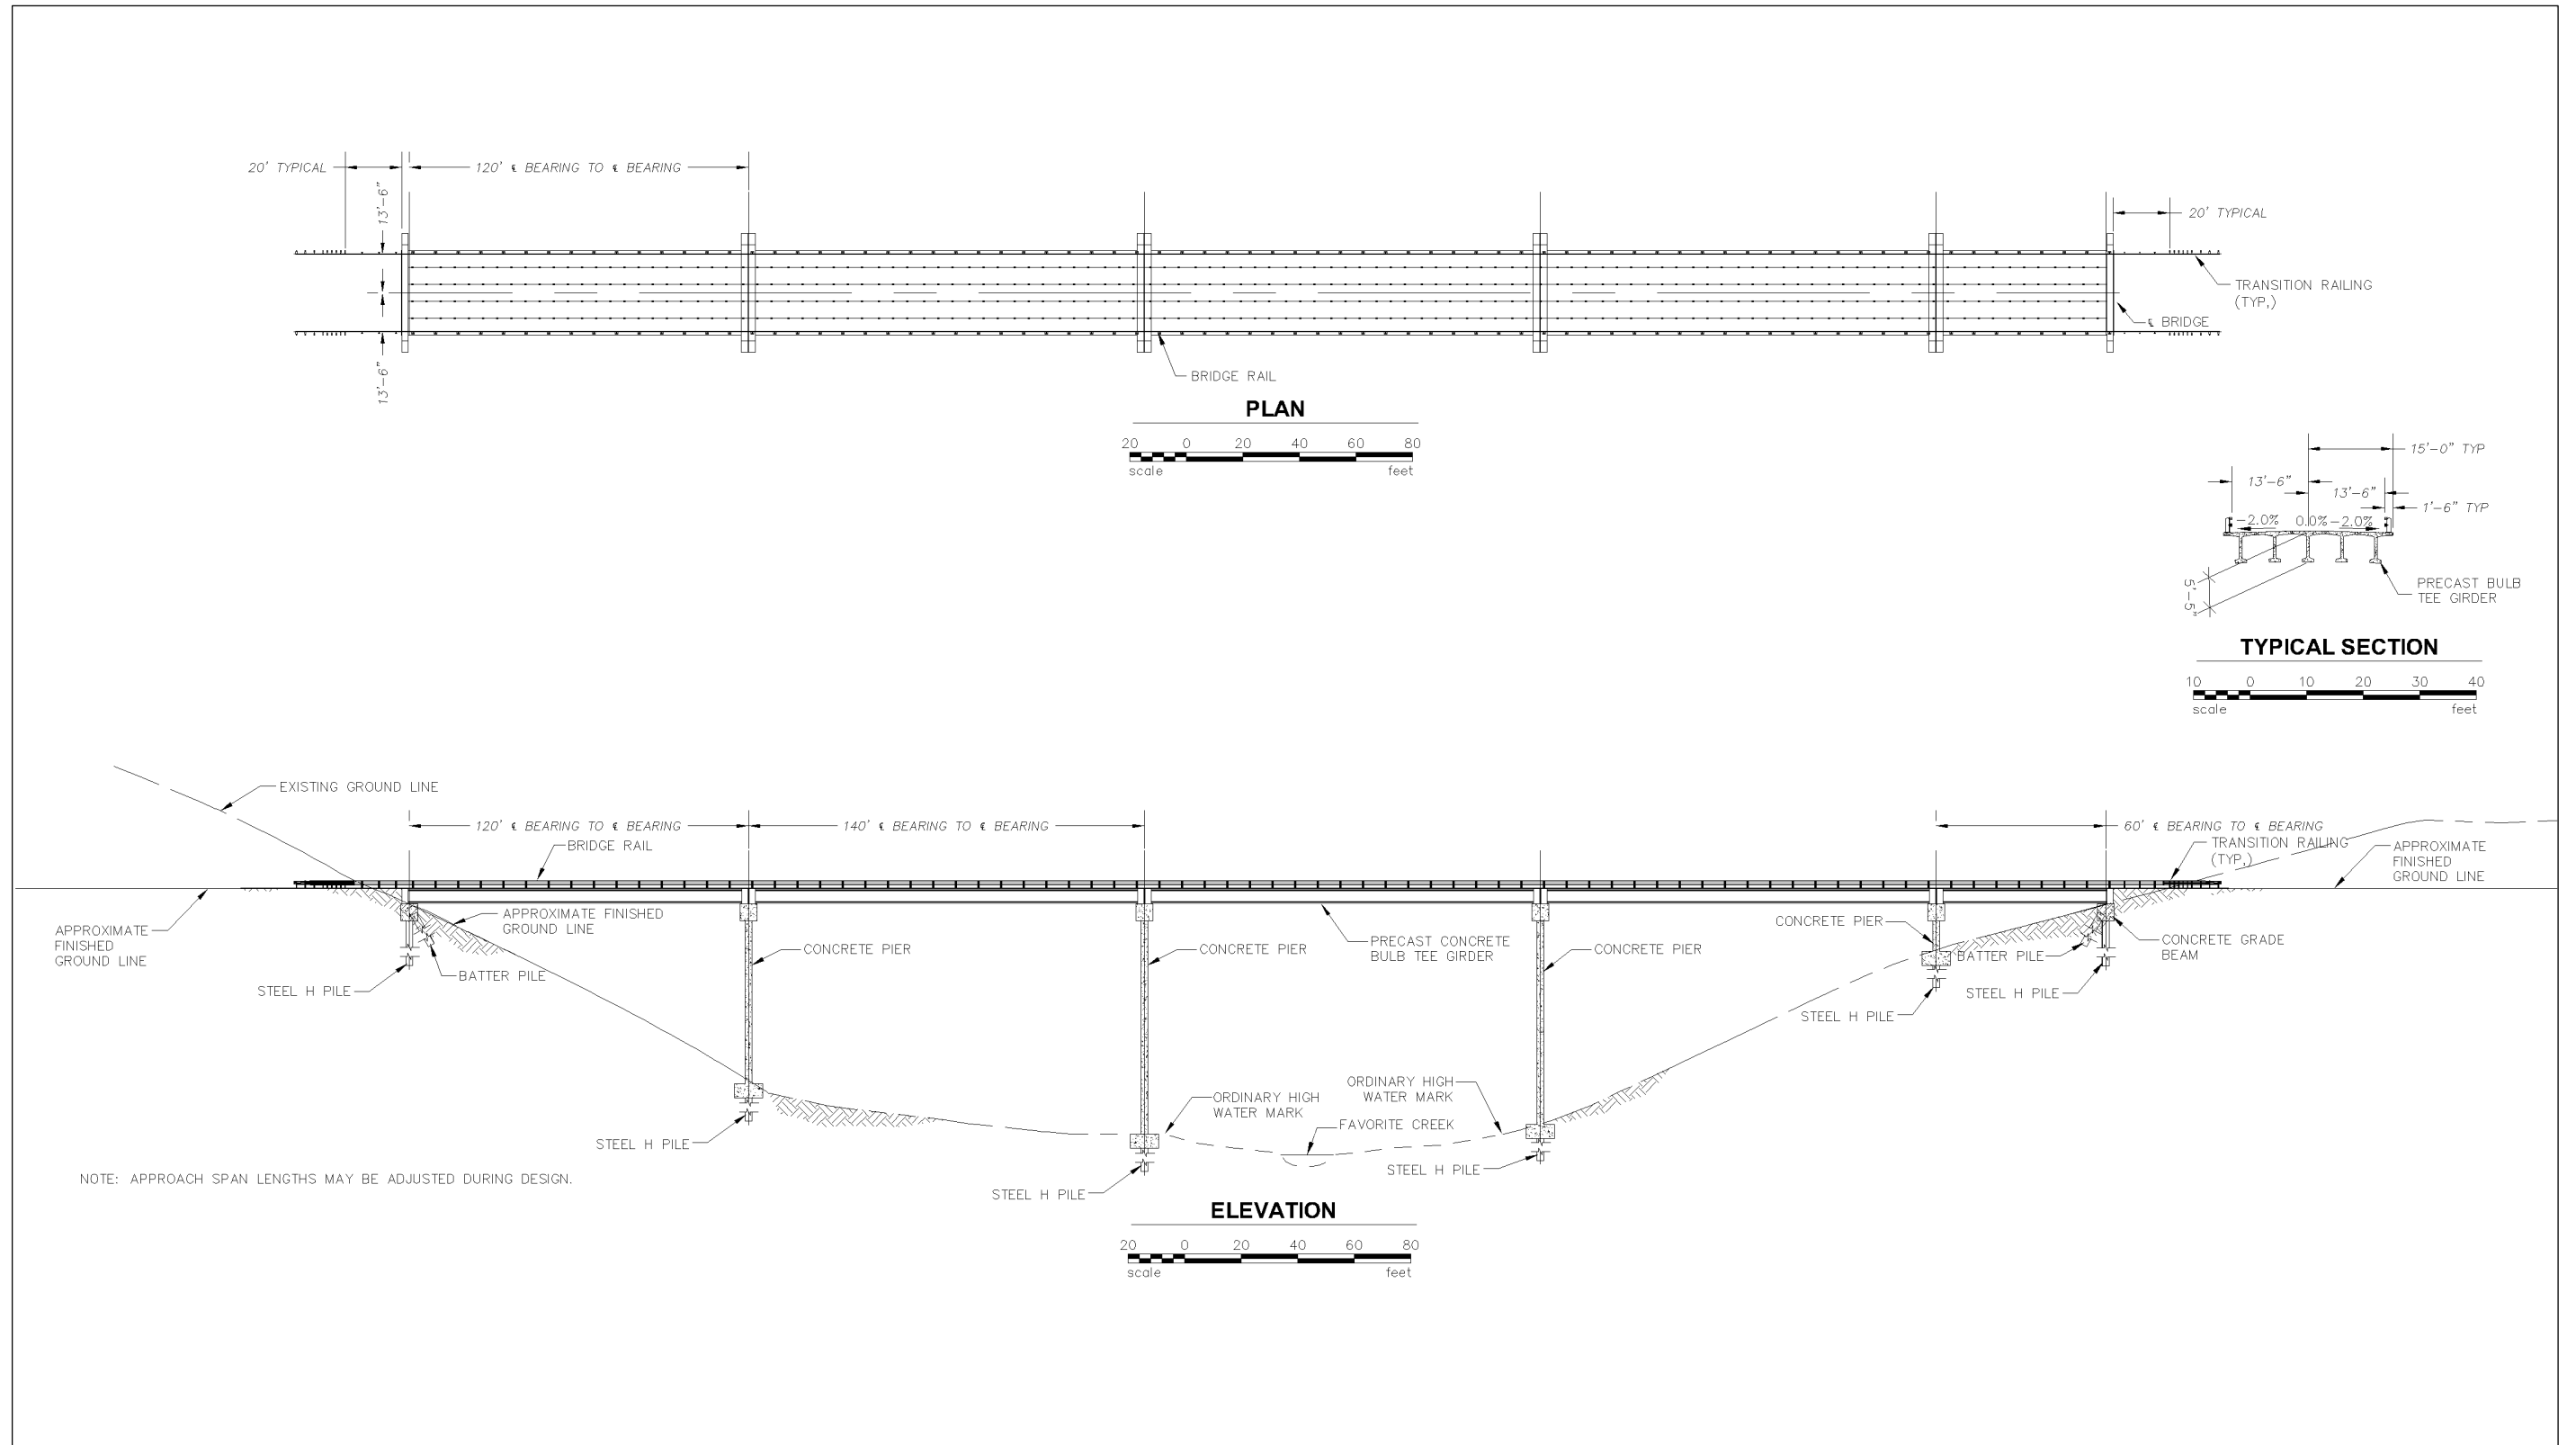 20' TYPICAL
120' ℄ BEARING TO ℄ BEARING
13'-6"
13'-6"
20' TYPICAL
TRANSITION RAILING
(TYP,)
℄ BRIDGE
BRIDGE RAIL
PLAN
20 0 20 40 60 80
scale feet
15'-0" TYP
13'-6"
13'-6"
1'-6" TYP
-2.0% 0.0% -2.0%
5'-5"
PRECAST BULB
TEE GIRDER
TYPICAL SECTION
10 0 10 20 30 40
scale feet
EXISTING GROUND LINE
120' ℄ BEARING TO ℄ BEARING
140' ℄ BEARING TO ℄ BEARING
60' ℄ BEARING TO ℄ BEARING
BRIDGE RAIL
TRANSITION RAILING
(TYP,)
APPROXIMATE
FINISHED
GROUND LINE
APPROXIMATE
FINISHED
GROUND LINE
APPROXIMATE FINISHED
GROUND LINE
BATTER PILE
STEEL H PILE
CONCRETE PIER
CONCRETE PIER
PRECAST CONCRETE
BULB TEE GIRDER
CONCRETE PIER
CONCRETE PIER
BATTER PILE
CONCRETE GRADE
BEAM
STEEL H PILE
STEEL H PILE
ORDINARY HIGH
WATER MARK
ORDINARY HIGH
WATER MARK
FAVORITE CREEK
STEEL H PILE
STEEL H PILE
STEEL H PILE
NOTE: APPROACH SPAN LENGTHS MAY BE ADJUSTED DURING DESIGN.
ELEVATION
20 0 20 40 60 80
scale feet